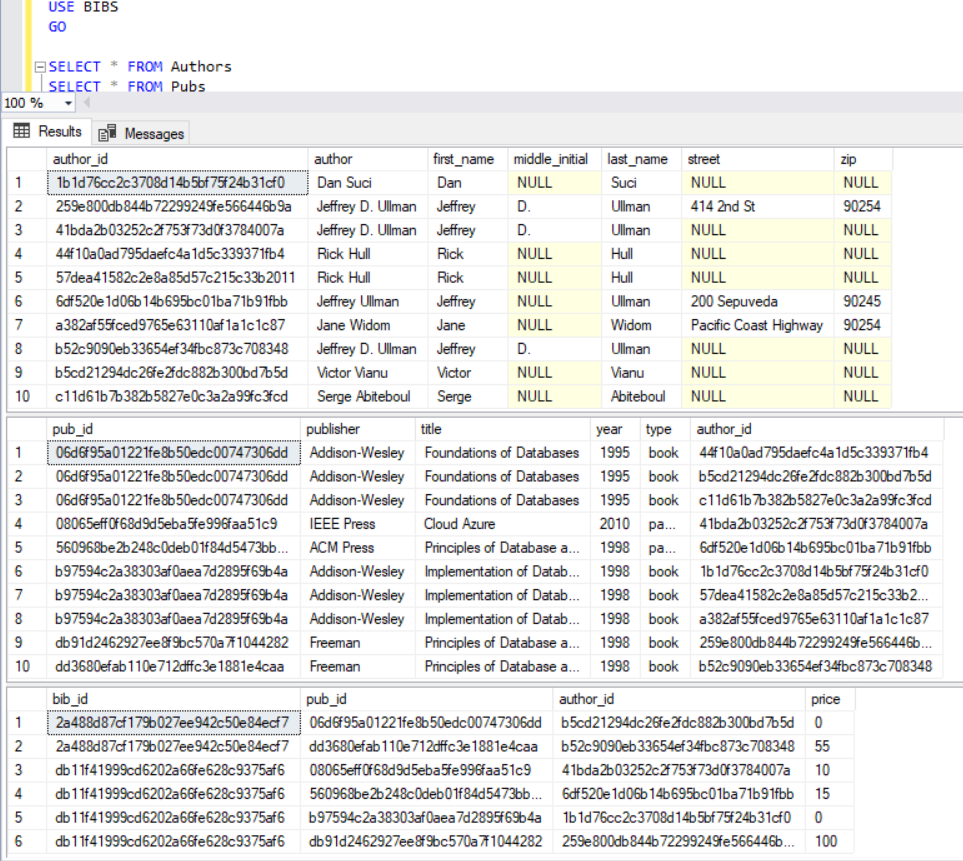 USE BIBS
GO
SELECT * FROM Authors
SELECT * FROM Pubs
100 %
Results Messages
author_id author first_name middle_initial last_name street zip
1 1b1d76cc2c3708d14b5bf75f24b31cf0 Dan Suci Dan NULL Suci NULL NULL
2 259e800db844b72299249fe566446b9a Jeffrey D. Ullman Jeffrey D. Ullman 414 2nd St 90254
3 41bda2b03252c2f753f73d0f3784007a Jeffrey D. Ullman Jeffrey D. Ullman NULL NULL
4 44f10a0ad795daefc4a1d5c339371fb4 Rick Hull Rick NULL Hull NULL NULL
5 57dea41582c2e8a85d57c215c33b2011 Rick Hull Rick NULL Hull NULL NULL
6 6df520e1d06b14b695bc01ba71b91fbb Jeffrey Ullman Jeffrey NULL Ullman 200 Sepuveda 90245
7 a382af55fced9765e63110af1a1c1c87 Jane Widom Jane NULL Widom Pacific Coast Highway 90254
8 b52c9090eb33654ef34fbc873c708348 Jeffrey D. Ullman Jeffrey D. Ullman NULL NULL
9 b5cd21294dc26fe2fdc882b300bd7b5d Victor Vianu Victor NULL Vianu NULL NULL
10 c11d61b7b382b5827e0c3a2a99fc3fcd Serge Abiteboul Serge NULL Abiteboul NULL NULL
pub_id publisher title year type author_id
1 06d6f95a01221fe8b50edc00747306dd Addison-Wesley Foundations of Databases 1995 book 44f10a0ad795daefc4a1d5c339371fb4
2 06d6f95a01221fe8b50edc00747306dd Addison-Wesley Foundations of Databases 1995 book b5cd21294dc26fe2fdc882b300bd7b5d
3 06d6f95a01221fe8b50edc00747306dd Addison-Wesley Foundations of Databases 1995 book c11d61b7b382b5827e0c3a2a99fc3fcd
4 08065eff0f68d9d5eba5fe996faa51c9 IEEE Press Cloud Azure 2010 pa... 41bda2b03252c2f753f73d0f3784007a
5 560968be2b248c0deb01f84d5473bb... ACM Press Principles of Database a... 1998 pa... 6df520e1d06b14b695bc01ba71b91fbb
6 b97594c2a38303af0aea7d2895f69b4a Addison-Wesley Implementation of Datab... 1998 book 1b1d76cc2c3708d14b5bf75f24b31cf0
7 b97594c2a38303af0aea7d2895f69b4a Addison-Wesley Implementation of Datab... 1998 book 57dea41582c2e8a85d57c215c33b2...
8 b97594c2a38303af0aea7d2895f69b4a Addison-Wesley Implementation of Datab... 1998 book a382af55fced9765e63110af1a1c1c87
9 db91d2462927ee8f9bc570a7f1044282 Freeman Principles of Database a... 1998 book 259e800db844b72299249fe566446b...
10 dd3680efab110e712dffc3e1881e4caa Freeman Principles of Database a... 1998 book b52c9090eb33654ef34fbc873c708348
bib_id pub_id author_id price
1 2a488d87cf179b027ee942c50e84ecf7 06d6f95a01221fe8b50edc00747306dd b5cd21294dc26fe2fdc882b300bd7b5d 0
2 2a488d87cf179b027ee942c50e84ecf7 dd3680efab110e712dffc3e1881e4caa b52c9090eb33654ef34fbc873c708348 55
3 db11f41999cd6202a66fe628c9375af6 08065eff0f68d9d5eba5fe996faa51c9 41bda2b03252c2f753f73d0f3784007a 10
4 db11f41999cd6202a66fe628c9375af6 560968be2b248c0deb01f84d5473bb... 6df520e1d06b14b695bc01ba71b91fbb 15
5 db11f41999cd6202a66fe628c9375af6 b97594c2a38303af0aea7d2895f69b4a 1b1d76cc2c3708d14b5bf75f24b31cf0 0
6 db11f41999cd6202a66fe628c9375af6 db91d2462927ee8f9bc570a7f1044282 259e800db844b72299249fe566446b... 100